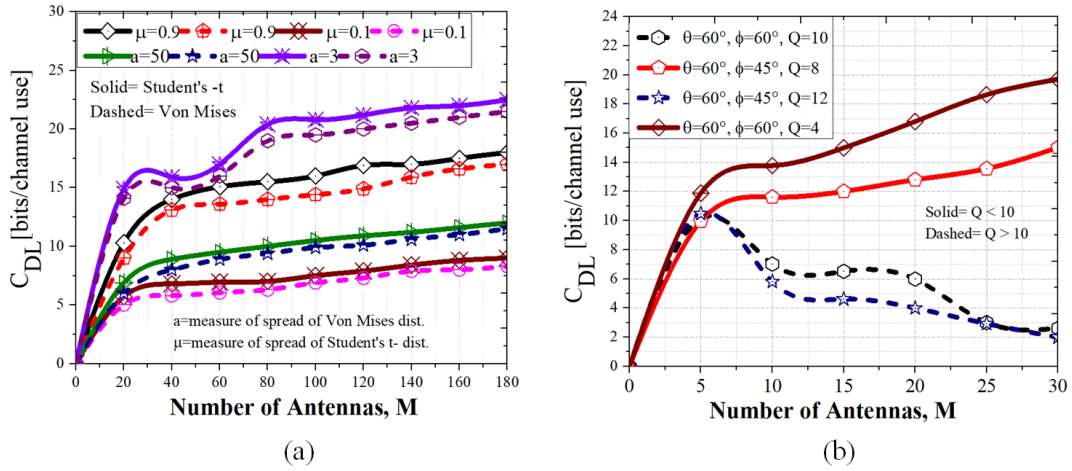 30
25
20
15
10
5
0
C_DL [bits/channel use]
μ=0.9 μ=0.9 μ=0.1 μ=0.1
a=50 a=50 a=3 a=3
Solid= Student's -t
Dashed= Von Mises
a=measure of spread of Von Mises dist.
μ=measure of spread of Student's t- dist.
0 20 40 60 80 100 120 140 160 180
Number of Antennas, M
(a)
24
22
20
18
16
14
12
10
8
6
4
2
0
C_DL [bits/channel use]
θ=60°, ϕ=60°, Q=10
θ=60°, ϕ=45°, Q=8
θ=60°, ϕ=45°, Q=12
θ=60°, ϕ=60°, Q=4
Solid= Q < 10
Dashed= Q > 10
0 5 10 15 20 25 30
Number of Antennas, M
(b)